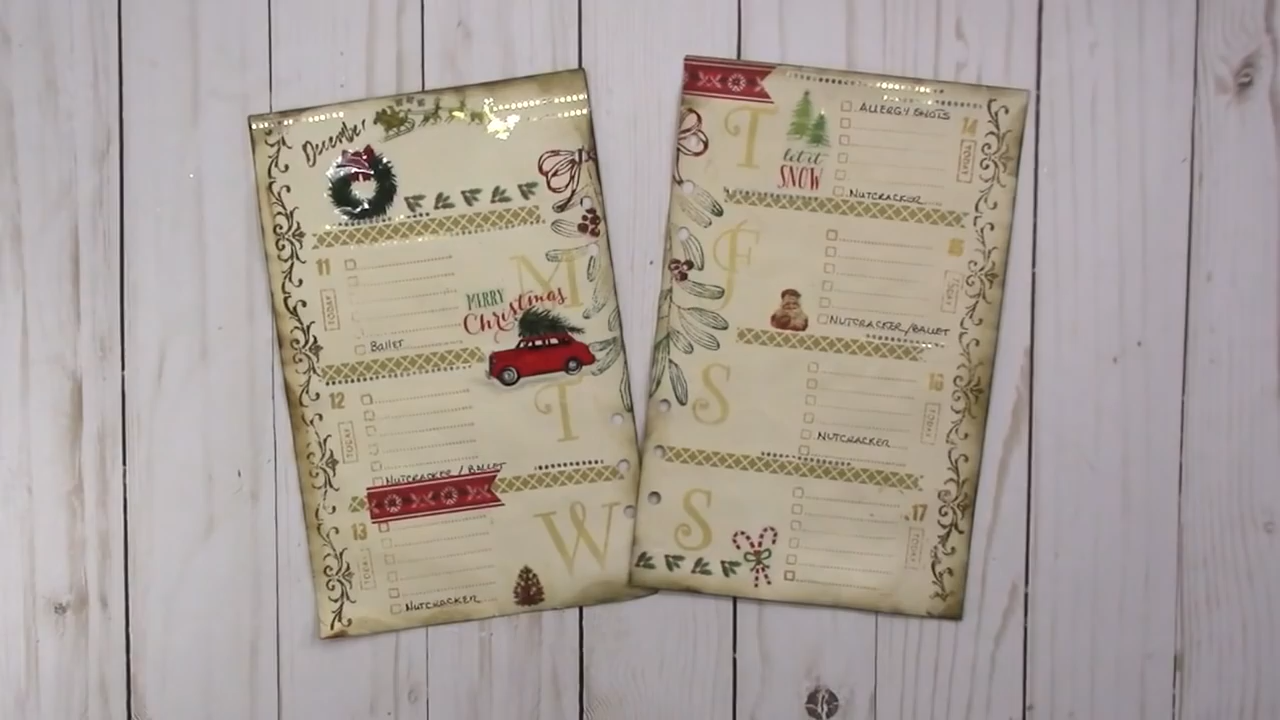 December
11
M
TODAY
MERRY
Christmas
Ballet
12
T
TODAY
NUTCRACKER / BALLET
13
W
TODAY
NUTCRACKER
T
let it
SNOW
ALLERGY SHOTS
14
TODAY
NUTCRACKER
F
15
TODAY
NUTCRACKER/BALLET
S
16
TODAY
NUTCRACKER
S
17
TODAY